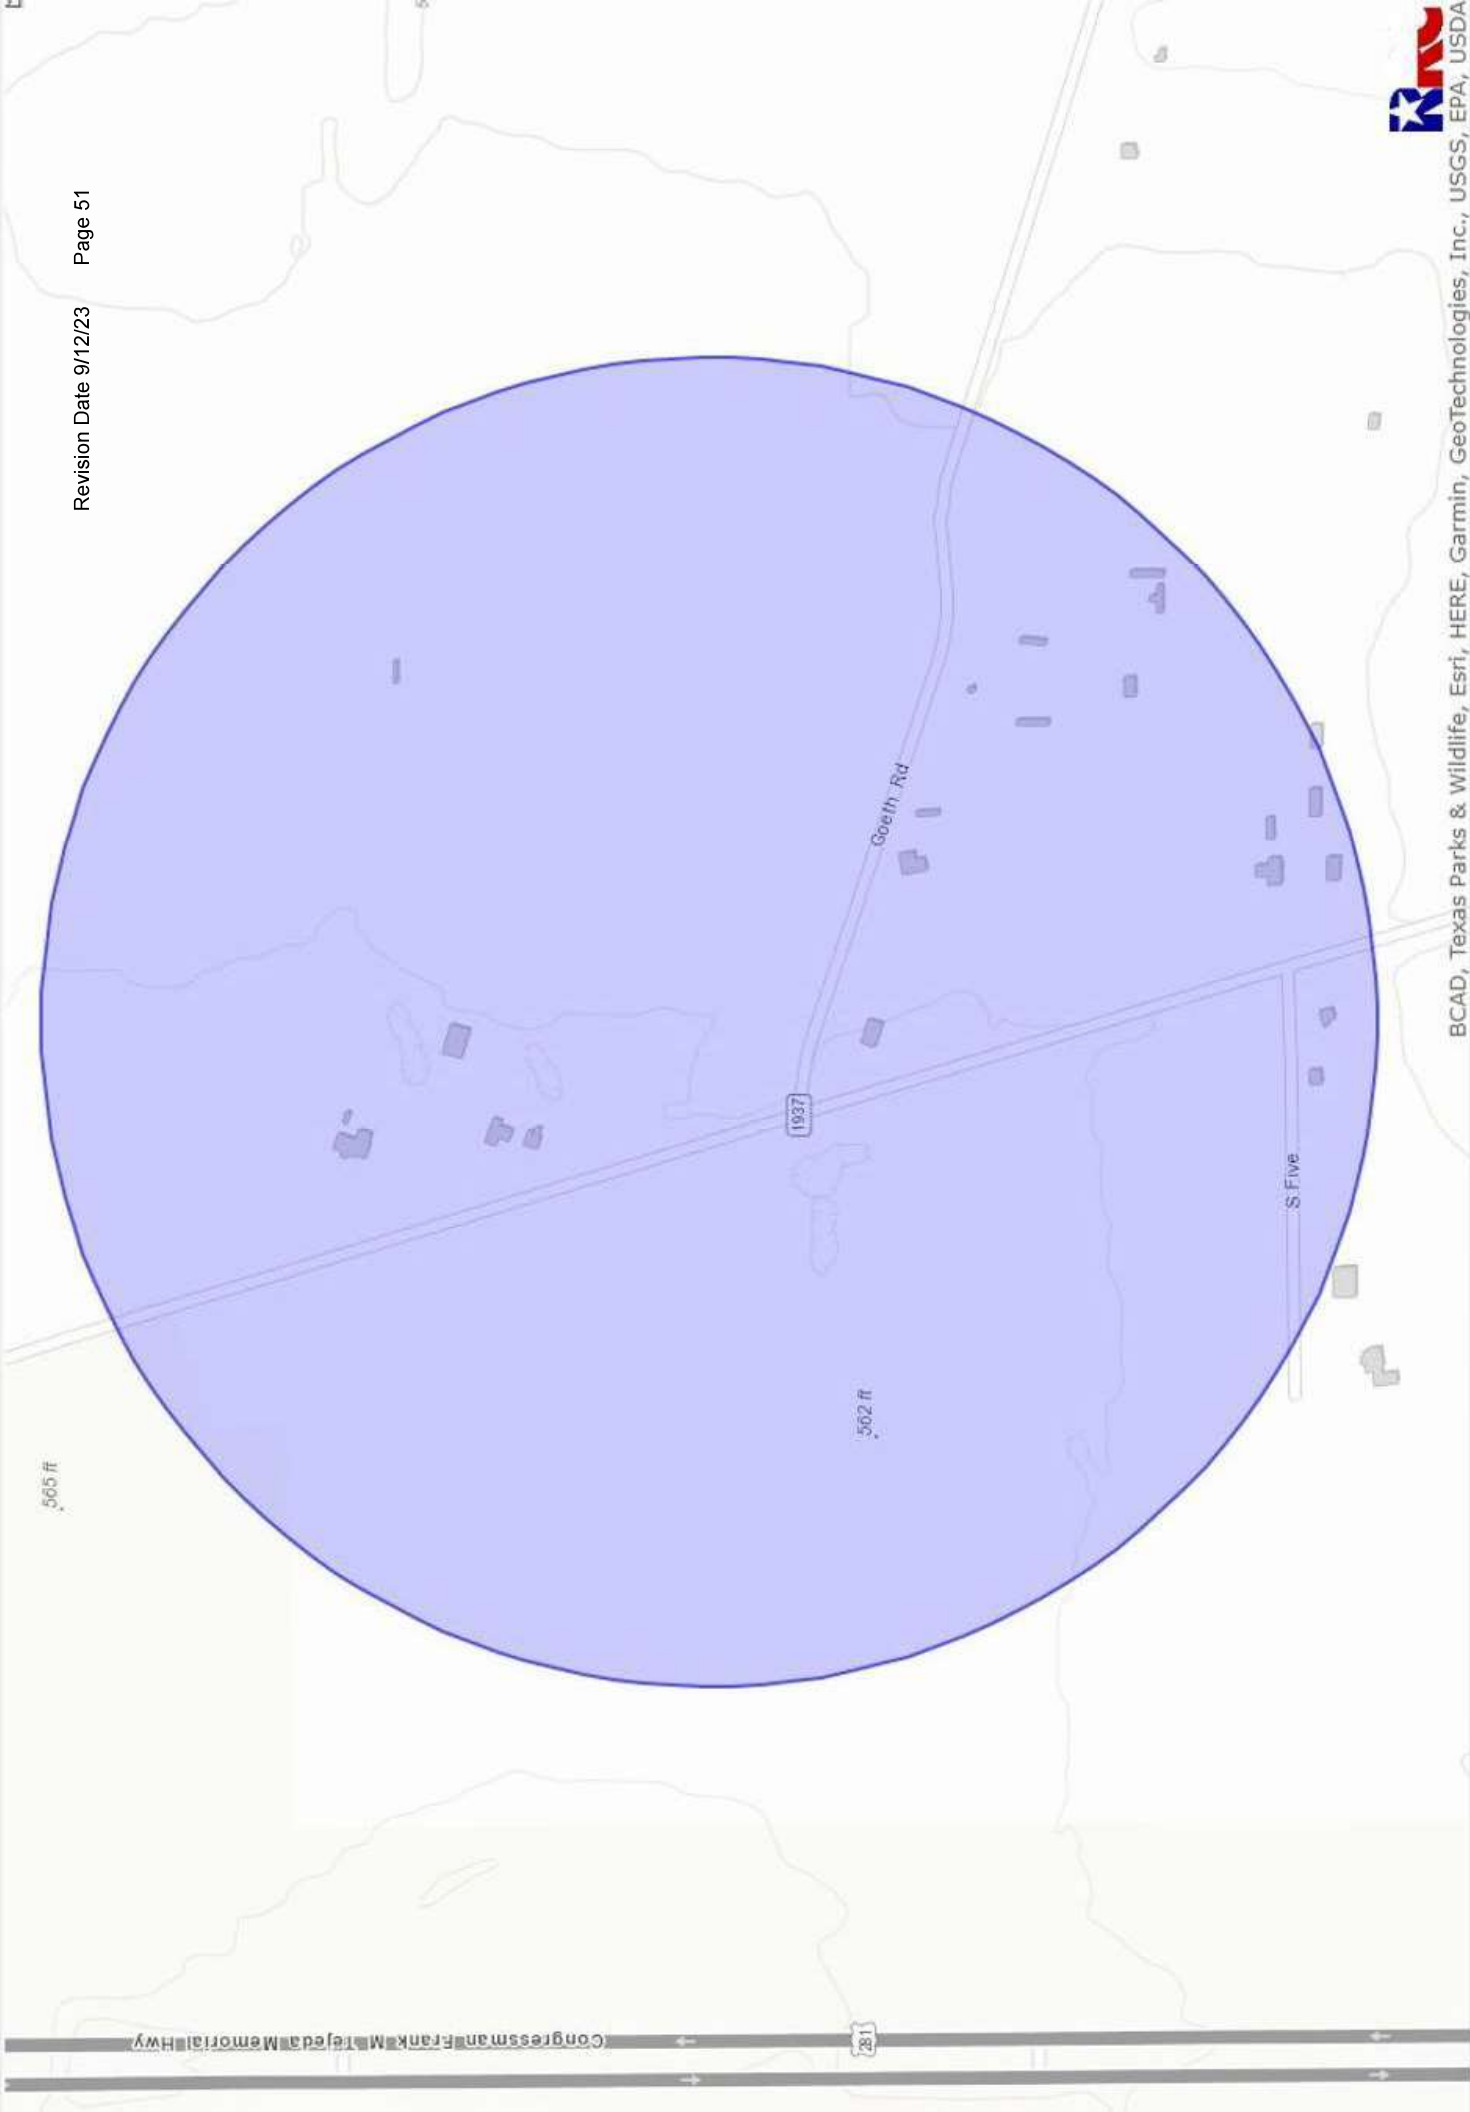 Revision Date 9/12/23 Page 51
Goeth Rd
1937
S Five
562 ft
565 ft
Congressman Frank M Tejeda Memorial Hwy
281
BCAD, Texas Parks & Wildlife, Esri, HERE, Garmin, GeoTechnologies, Inc., USGS, EPA, USDA